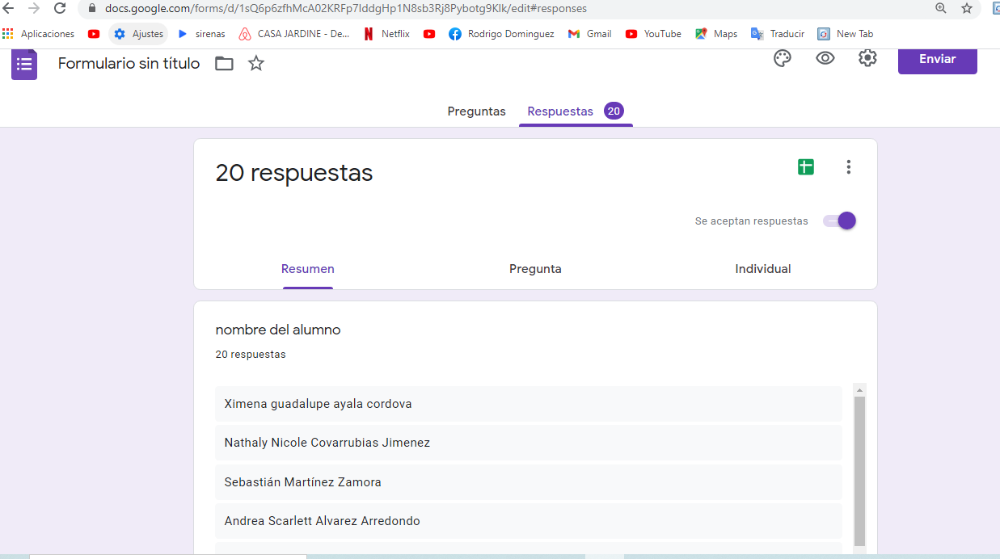 docs.google.com/forms/d/1sQ6p6zfhMcA02KRFp7IddgHp1N8sb3Rj8Pybotg9KIk/edit#responses
Aplicaciones Ajustes sirenas CASA JARDINE - De... Netflix Rodrigo Dominguez Gmail YouTube Maps Traducir New Tab
Formulario sin título Enviar
Preguntas Respuestas 20
20 respuestas
Se aceptan respuestas
Resumen Pregunta Individual
nombre del alumno
20 respuestas
Ximena guadalupe ayala cordova
Nathaly Nicole Covarrubias Jimenez
Sebastián Martínez Zamora
Andrea Scarlett Alvarez Arredondo